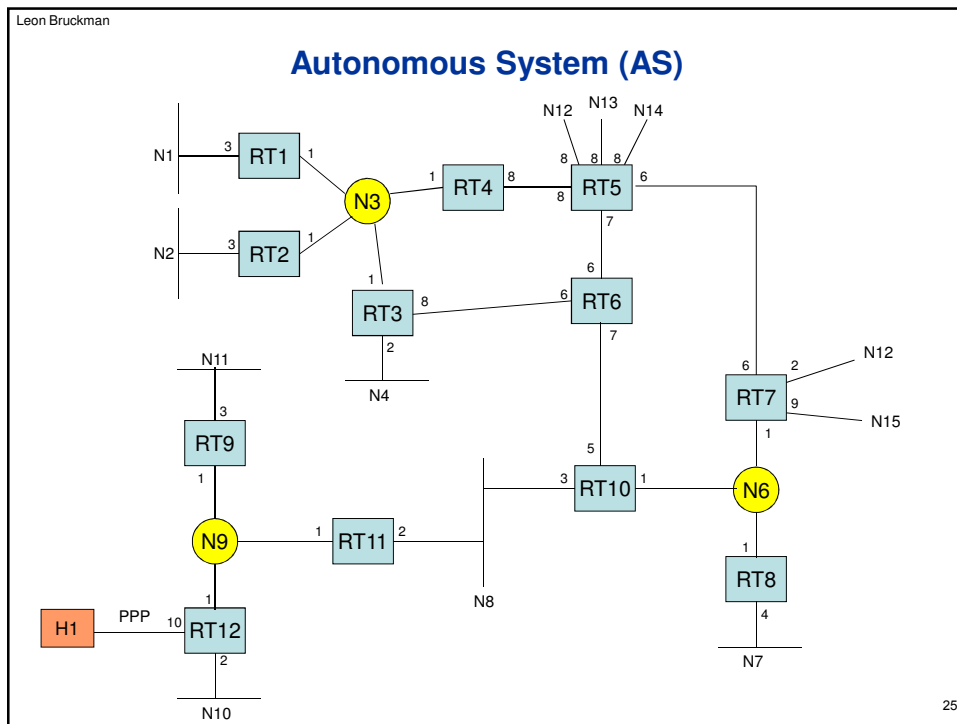 Leon Bruckman
Autonomous System (AS)
N12 N13 N14
N1 3 RT1 1
8 8 8
N3 1 RT4 8 8 RT5 6
7
N2 3 RT2 1
1 6
RT3 8 6 RT6
2 7
N4
N11
3
RT9
1
6 2 N12
RT7
9 N15
1
5
3 RT10 1 N6
N9 1 RT11 2
N8
1
RT8
4
N7
1
H1 PPP 10 RT12
2
N10
25